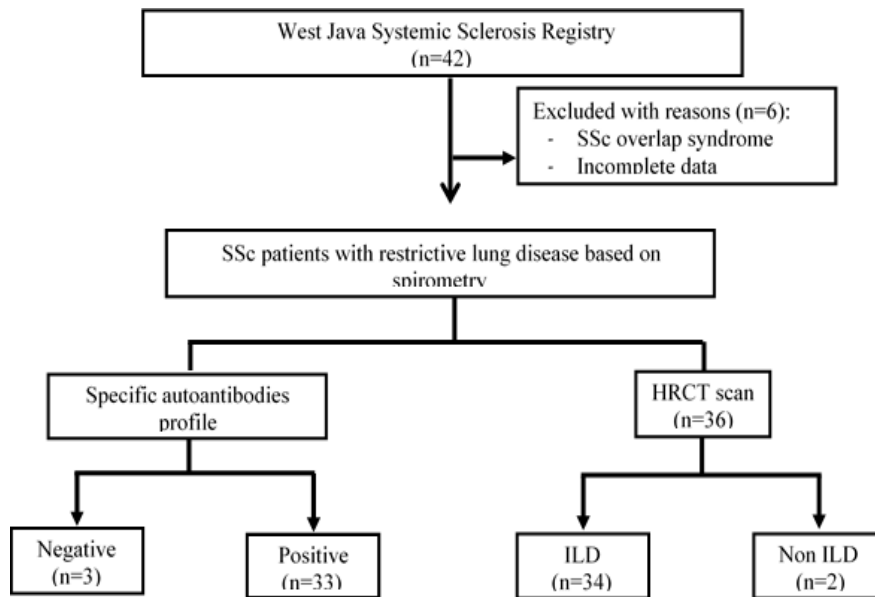 West Java Systemic Sclerosis Registry
(n=42)
Excluded with reasons (n=6):
- SSc overlap syndrome
- Incomplete data
SSc patients with restrictive lung disease based on
spirometry
Specific autoantibodies
profile
HRCT scan
(n=36)
Negative
(n=3)
Positive
(n=33)
ILD
(n=34)
Non ILD
(n=2)